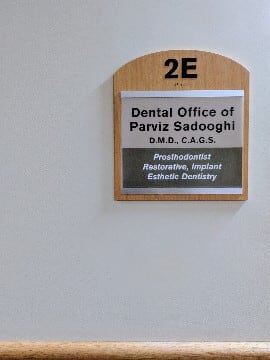 2E
Dental Office of
Parviz Sadooghi
D.M.D., C.A.G.S.
Prosthodontist
Restorative, Implant
Esthetic Dentistry